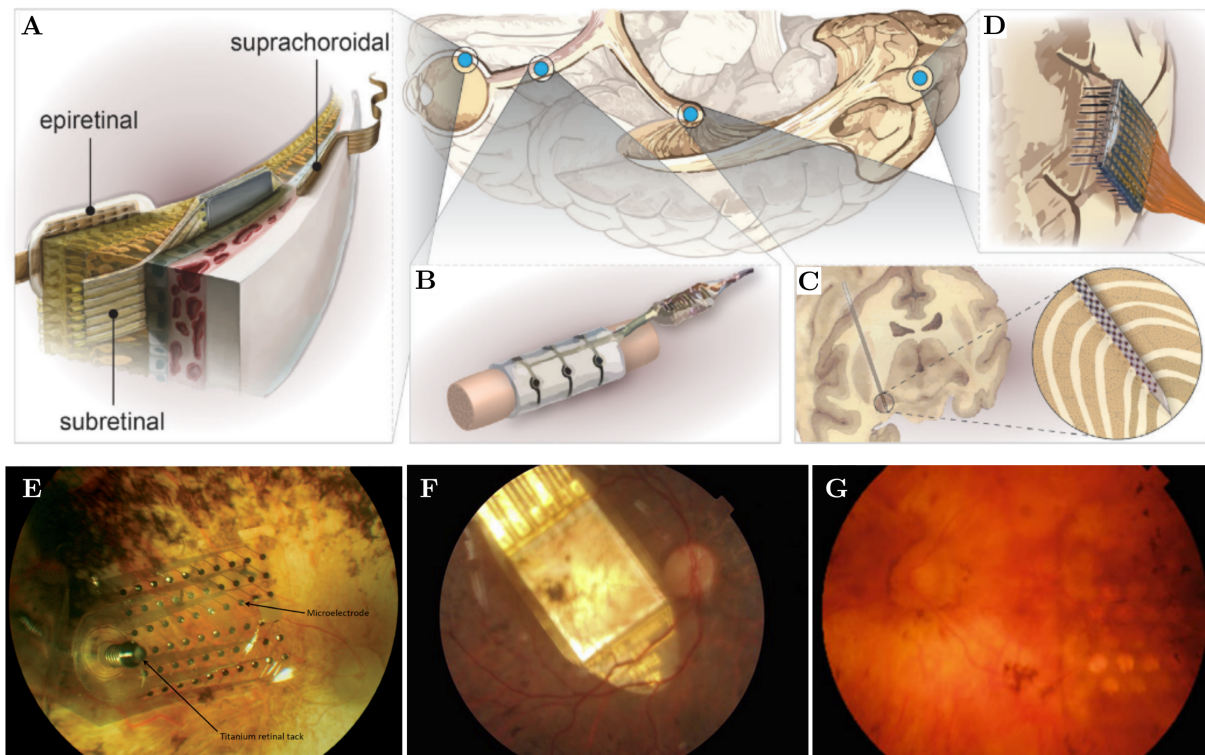 A
suprachoroidal
epiretinal
subretinal
D
B
C
E
Microelectrode
Titanium retinal tack
F
G